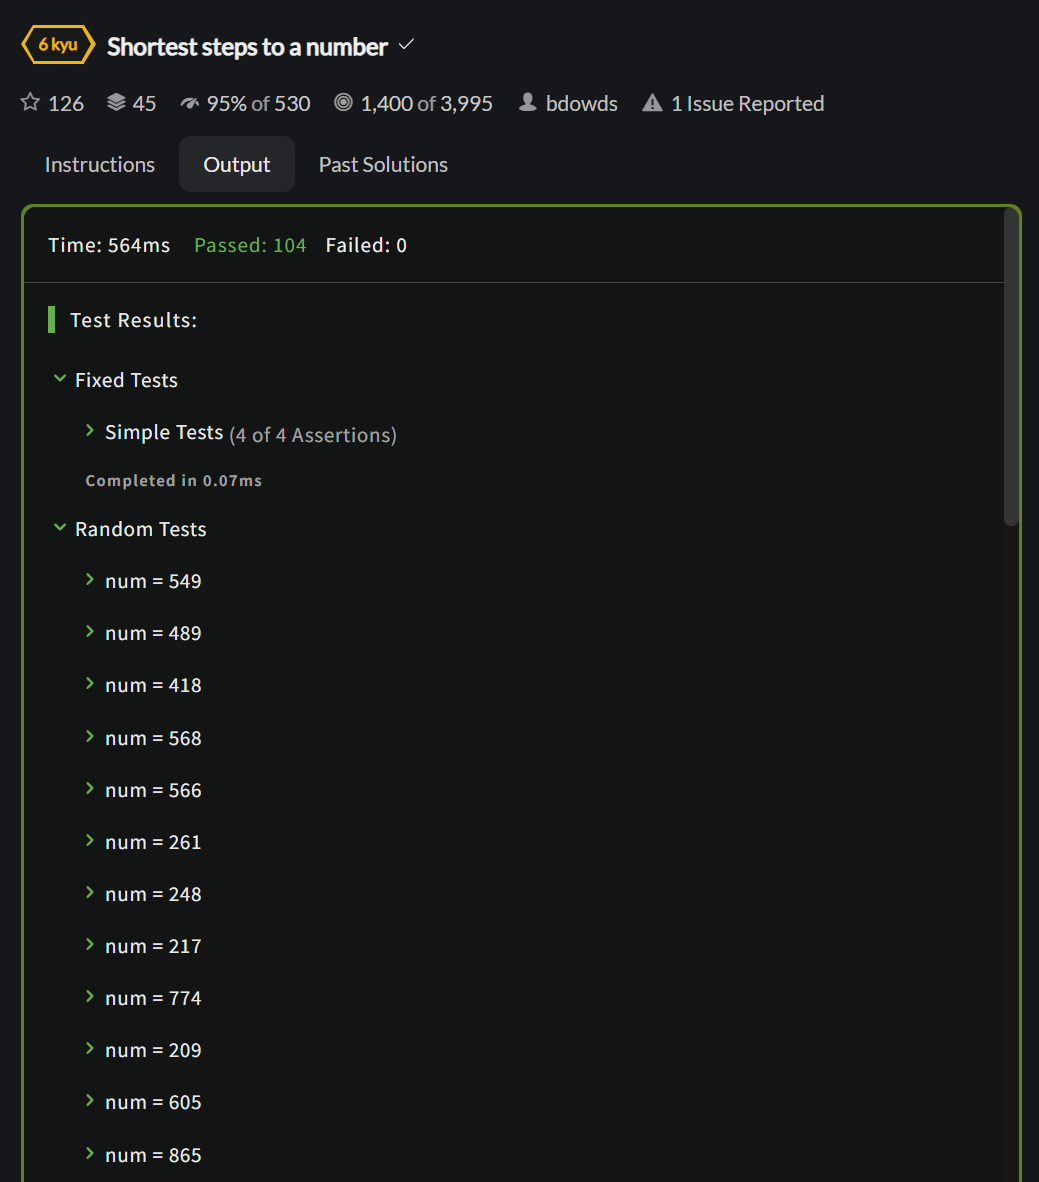 6 kyu Shortest steps to a number
126 45 95% of 530 1,400 of 3,995 bdowds 1 Issue Reported
Instructions Output Past Solutions
Time: 564ms Passed: 104 Failed: 0
Test Results:
Fixed Tests
Simple Tests (4 of 4 Assertions)
Completed in 0.07ms
Random Tests
num = 549
num = 489
num = 418
num = 568
num = 566
num = 261
num = 248
num = 217
num = 774
num = 209
num = 605
num = 865